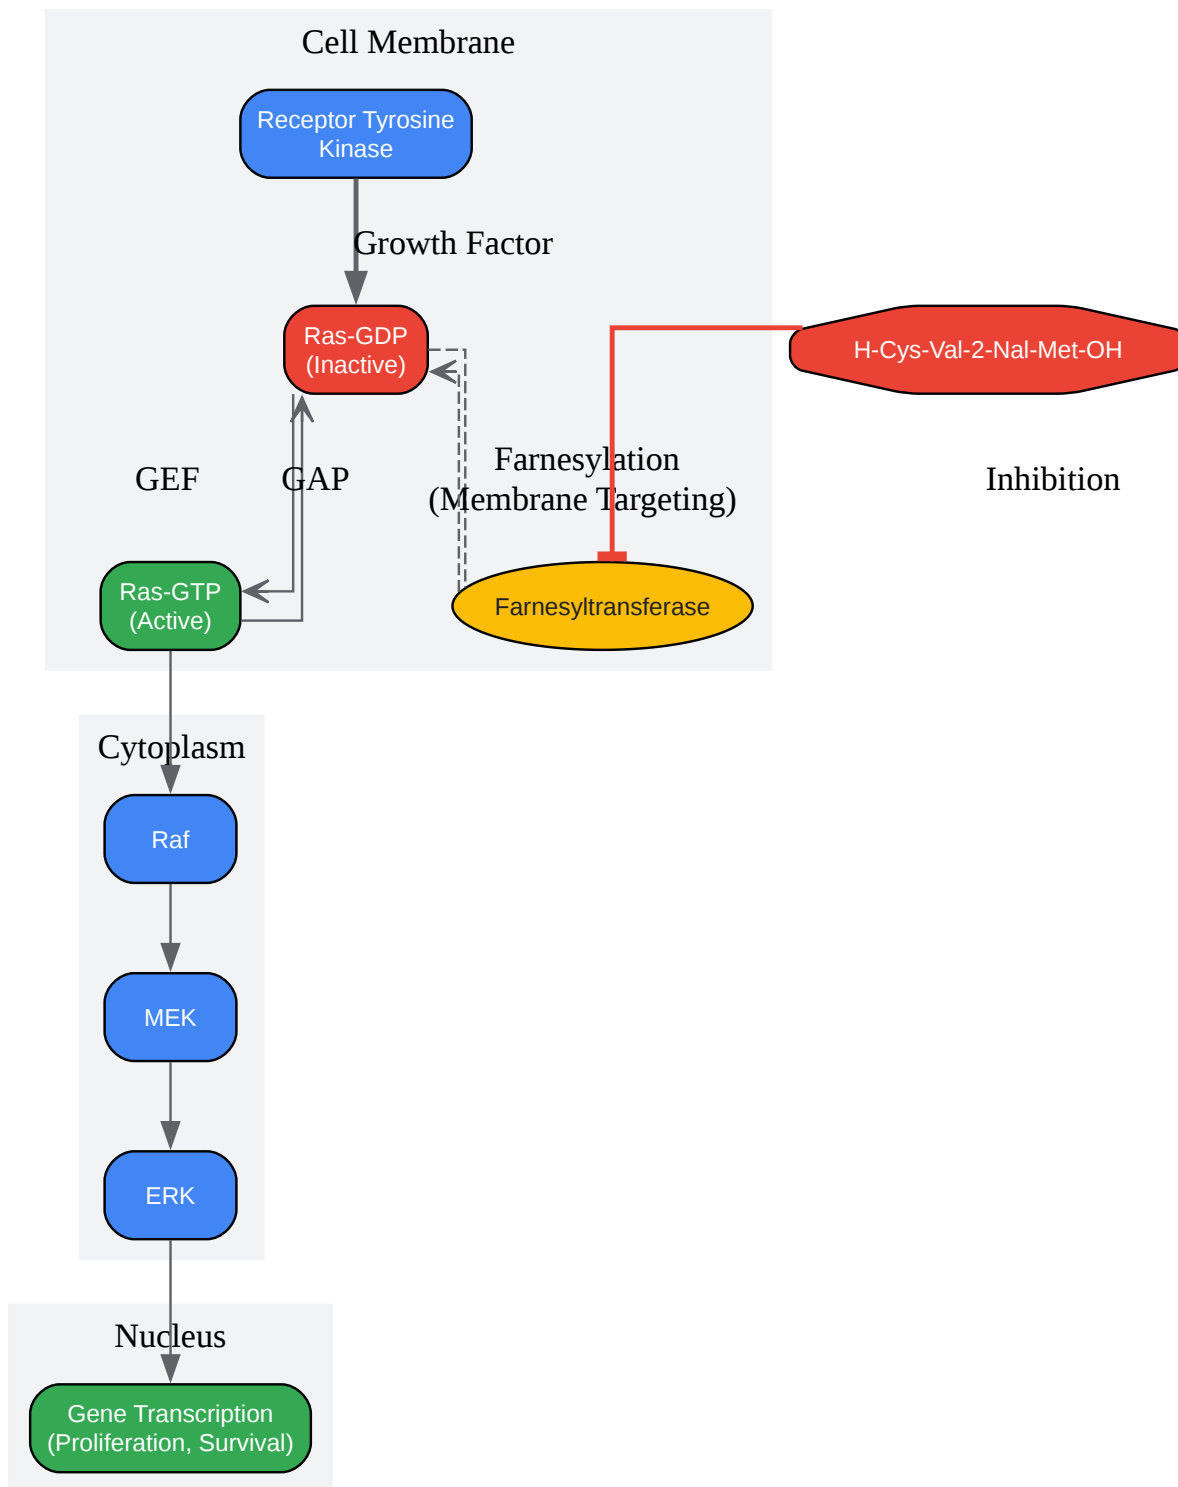 Cell Membrane
Receptor Tyrosine
Kinase
Growth Factor
Ras-GDP
(Inactive)
H-Cys-Val-2-Nal-Met-OH
GEF
GAP
Farnesylation
(Membrane Targeting)
Inhibition
Ras-GTP
(Active)
Farnesyltransferase
Cytoplasm
Raf
MEK
ERK
Nucleus
Gene Transcription
(Proliferation, Survival)